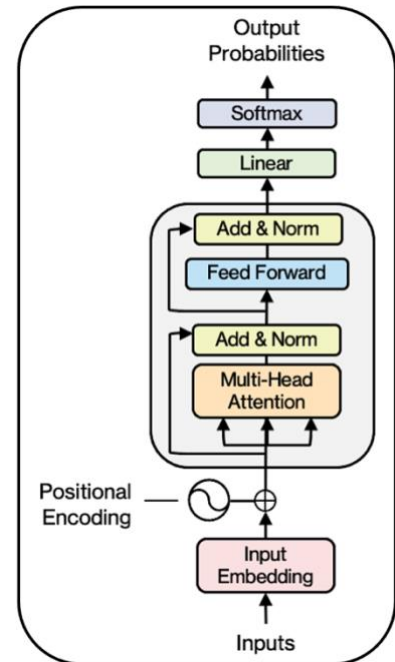 Output
Probabilities
Softmax
Linear
Add & Norm
Feed Forward
Add & Norm
Multi-Head
Attention
Positional
Encoding
Input
Embedding
Inputs